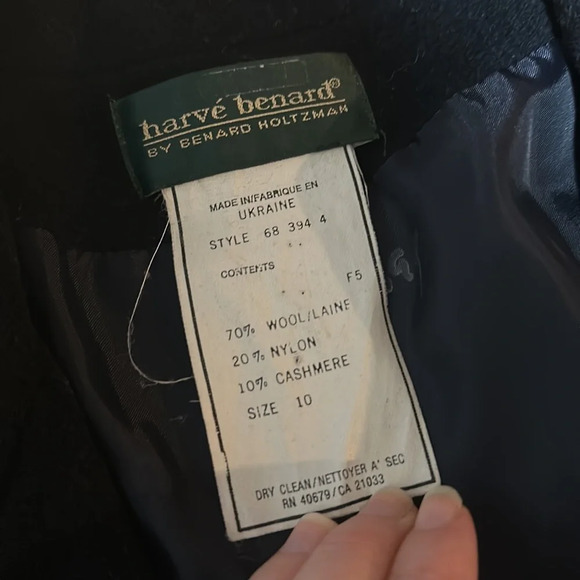 harvé benard®
BY BENARD HOLTZMAN
MADE IN/FABRIQUE EN
UKRAINE
STYLE 68 394 4
CONTENTS
F5
70% WOOL/LAINE
20% NYLON
10% CASHMERE
SIZE 10
DRY CLEAN/NETTOYER A' SEC
RN 40679/CA 21033